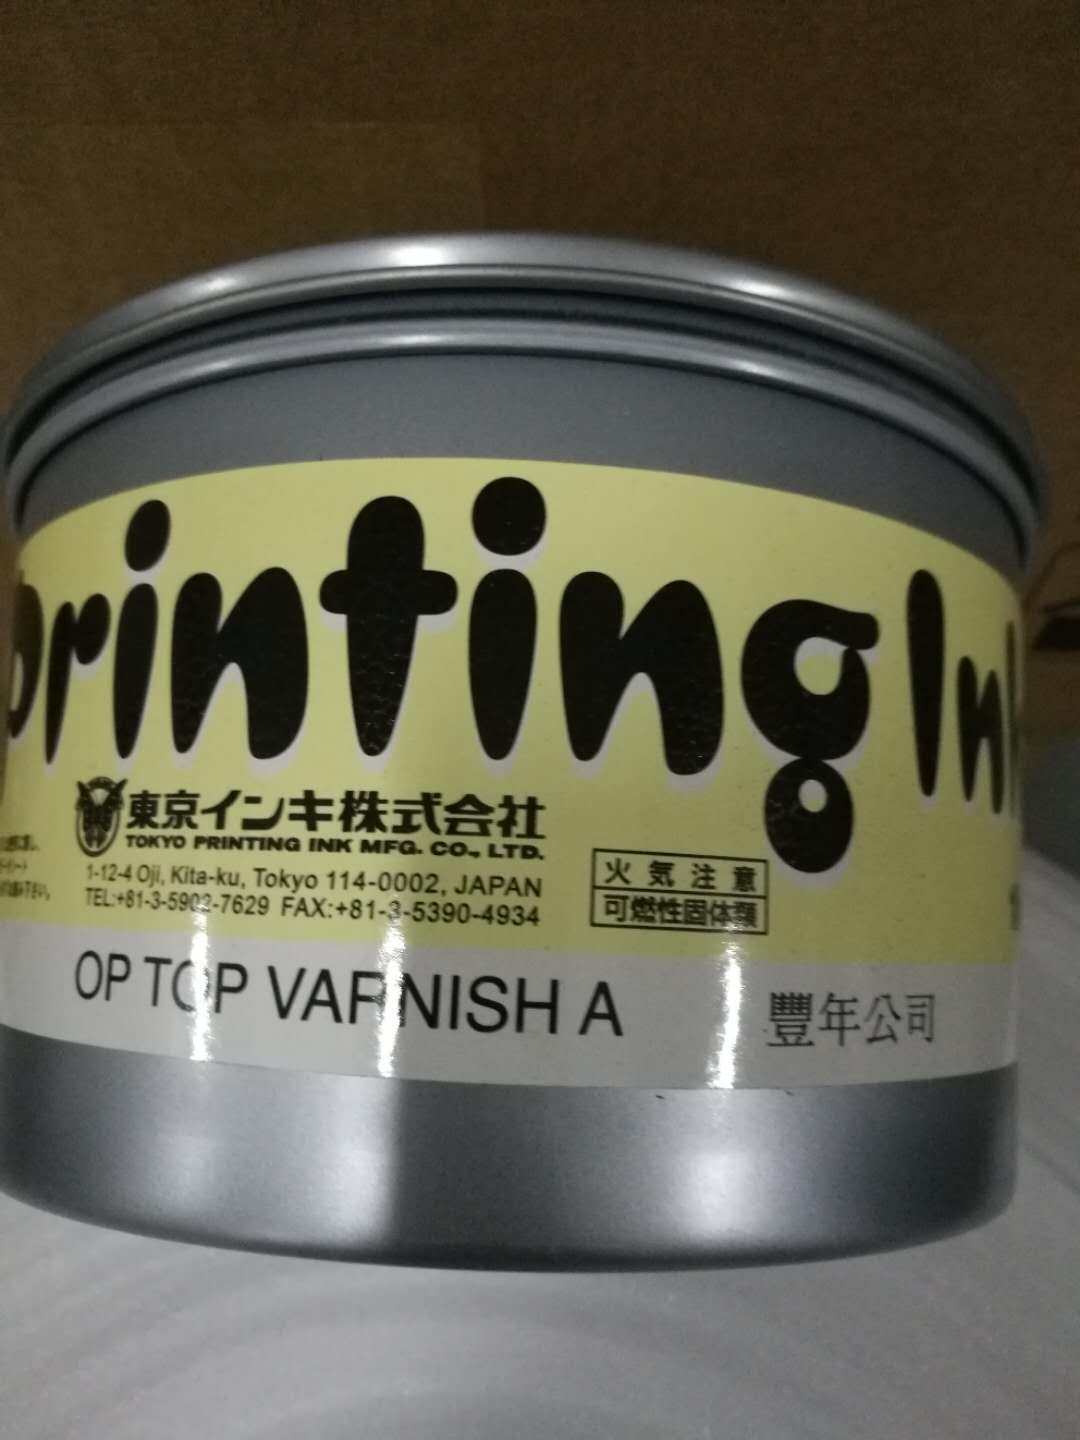 printing Ink
東京インキ株式会社
TOKYO PRINTING INK MFG. CO., LTD.
1-12-4 Oji, Kita-ku, Tokyo 114-0002, JAPAN
TEL:+81-3-5902-7629 FAX:+81-3-5390-4934
火気注意
可燃性固体類
OP TOP VARNISH A
豐年公司